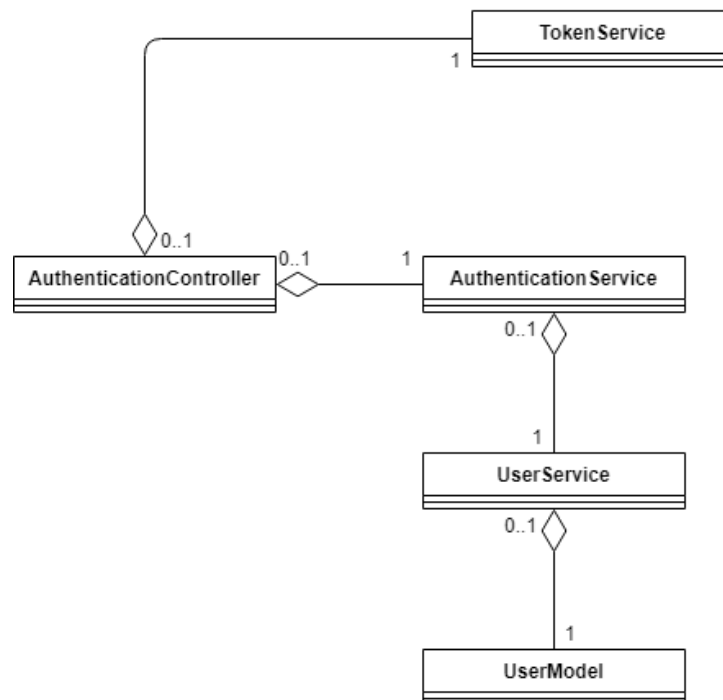 TokenService
1
0..1
0..1
1
AuthenticationController
AuthenticationService
0..1
1
UserService
0..1
1
UserModel